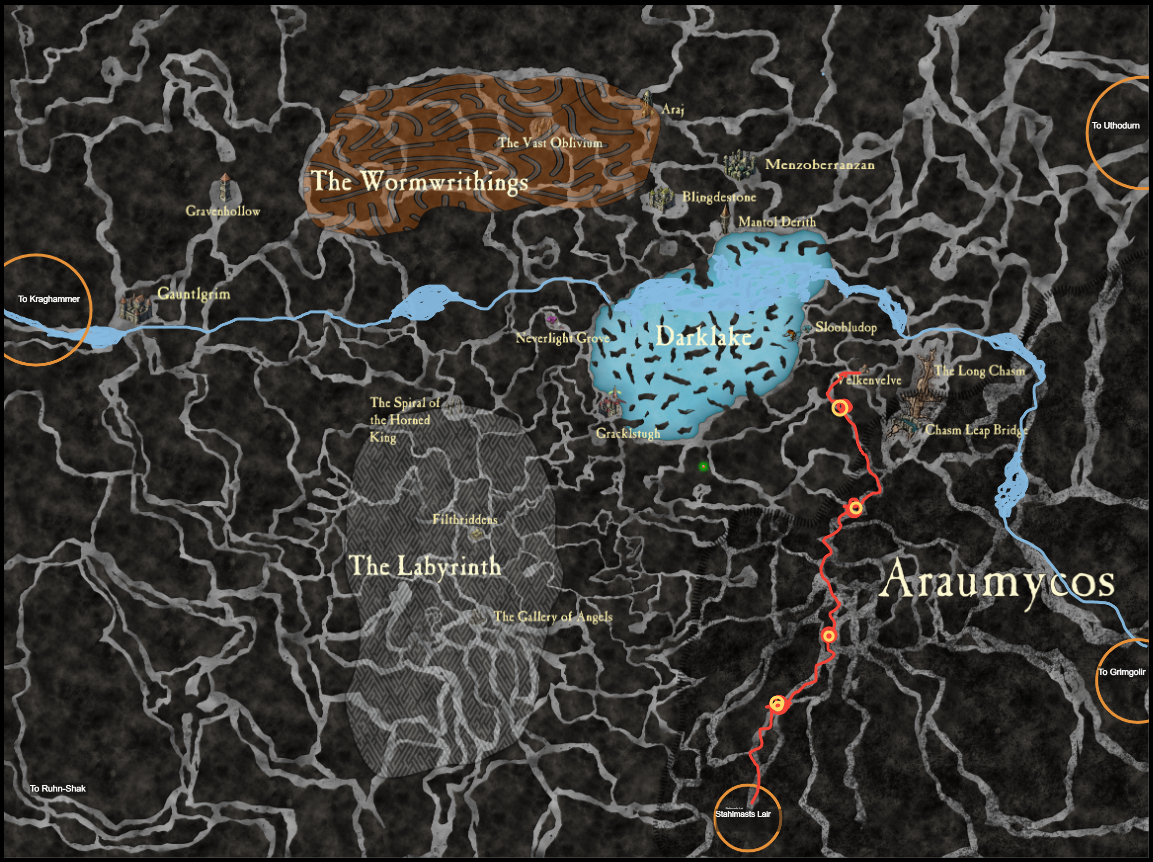 Araj
To Uthodurn
The Vast Oblivium
Menzoberranzan
The Wormwrithings
Blingdestone
Gravenhollow
Mantol Derith
To Kraghammer
Gauntlgrim
Neverlight Grove
Darklake
Sloobludop
The Long Chasm
Velkenvelve
The Spiral of
the Horned
King
Gracklstugh
Chasm Leap Bridge
Filthriddens
The Labyrinth
Araumycos
The Gallery of Angels
To Grimgolir
To Ruhn-Shak
Stahlmasts Lair